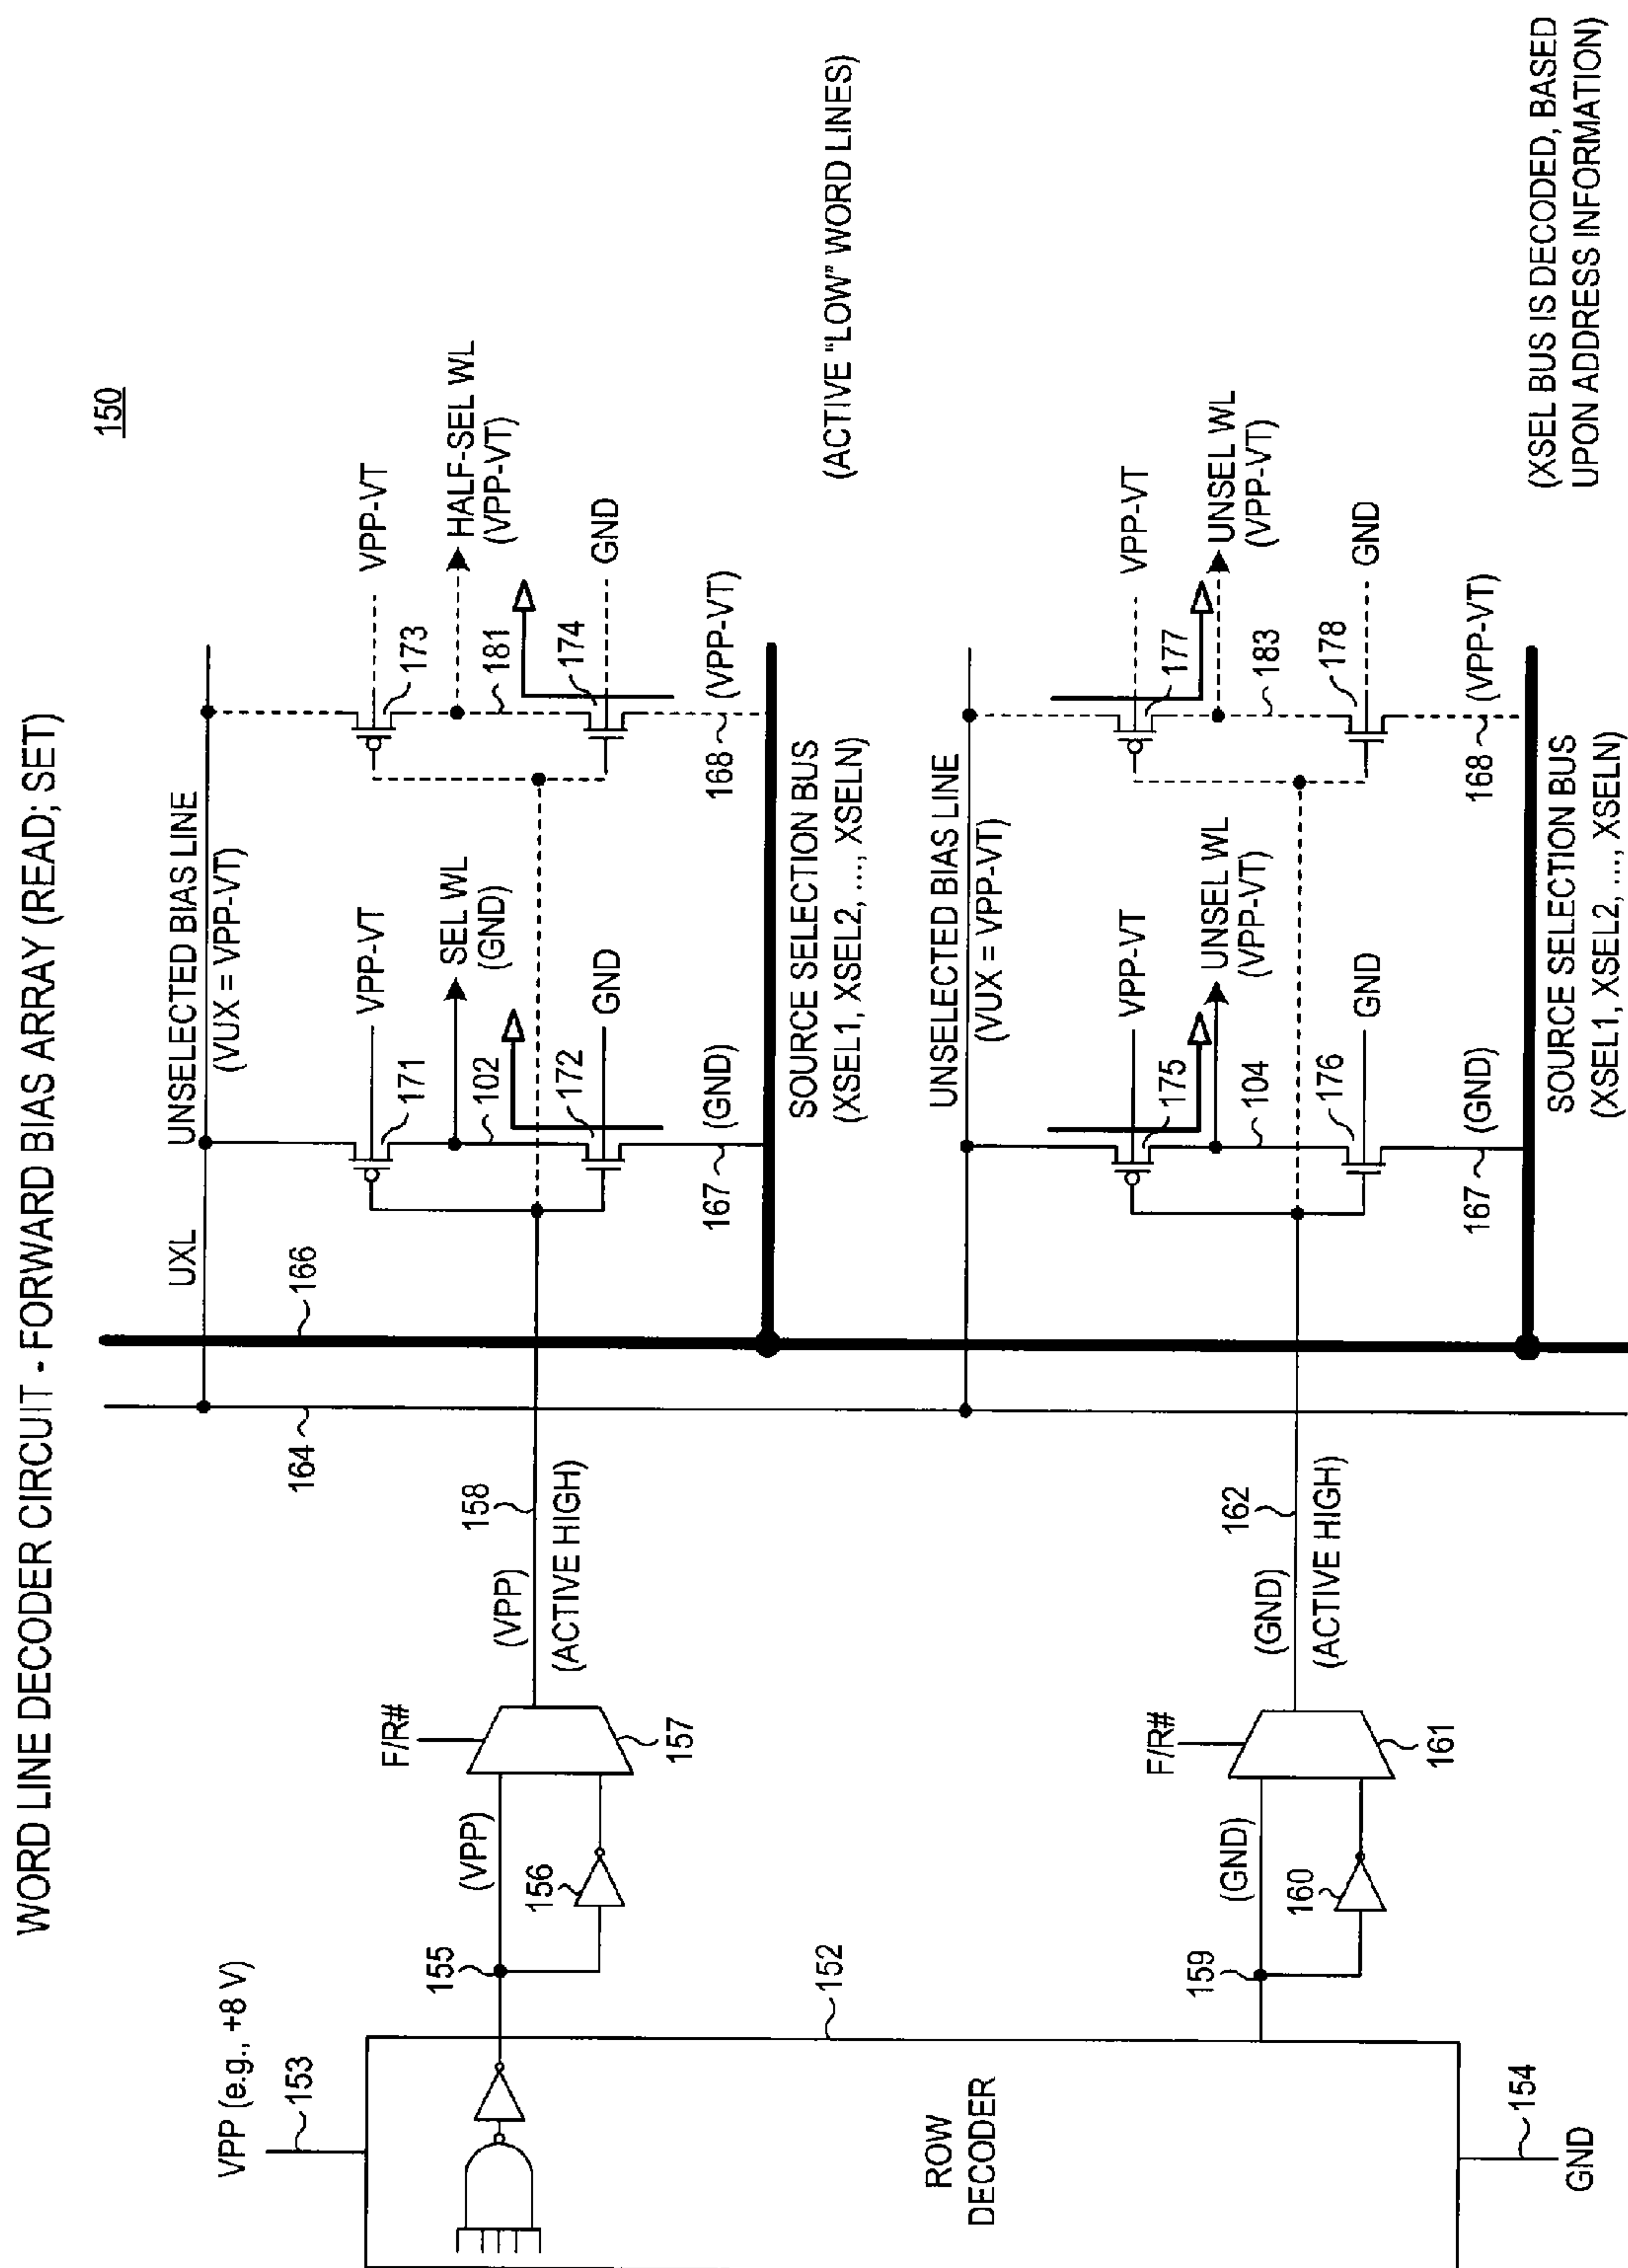 WORD LINE DECODER CIRCUIT - FORWARD BIAS ARRAY (READ; SET)
150
VPP (e.g., +8 V)
153
ROW
DECODER
152
154
GND
155
(VPP)
156
F/R#
157
(VPP)
158
(ACTIVE HIGH)
159
(GND)
160
F/R#
161
(GND)
162
(ACTIVE HIGH)
164
166
UXL
UNSELECTED BIAS LINE
(VUX = VPP-VT)
VPP-VT
171
SEL WL
(GND)
102
172
GND
167
(GND)
VPP-VT
173
HALF-SEL WL
(VPP-VT)
181
174
GND
168
(VPP-VT)
SOURCE SELECTION BUS
(XSEL1, XSEL2, ..., XSELN)
(ACTIVE "LOW" WORD LINES)
UNSELECTED BIAS LINE
(VUX = VPP-VT)
VPP-VT
175
UNSEL WL
(VPP-VT)
104
176
GND
167
(GND)
VPP-VT
177
UNSEL WL
(VPP-VT)
183
178
GND
168
(VPP-VT)
SOURCE SELECTION BUS
(XSEL1, XSEL2, ..., XSELN)
(XSEL BUS IS DECODED, BASED
UPON ADDRESS INFORMATION)